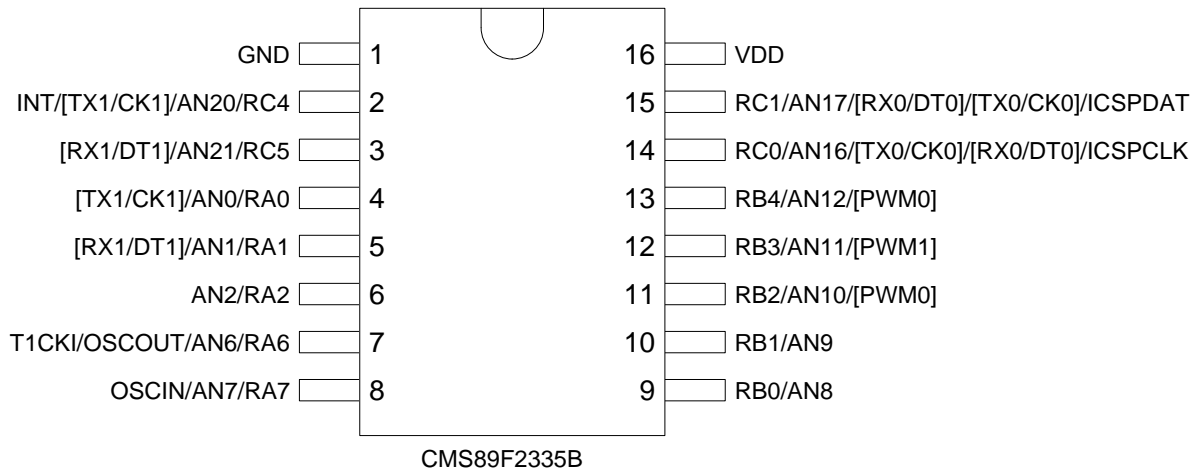 GND 1 16 VDD
INT/[TX1/CK1]/AN20/RC4 2 15 RC1/AN17/[RX0/DT0]/[TX0/CK0]/ICSPDAT
[RX1/DT1]/AN21/RC5 3 14 RC0/AN16/[TX0/CK0]/[RX0/DT0]/ICSPCLK
[TX1/CK1]/AN0/RA0 4 13 RB4/AN12/[PWM0]
[RX1/DT1]/AN1/RA1 5 12 RB3/AN11/[PWM1]
AN2/RA2 6 11 RB2/AN10/[PWM0]
T1CKI/OSCOUT/AN6/RA6 7 10 RB1/AN9
OSCIN/AN7/RA7 8 9 RB0/AN8
CMS89F2335B